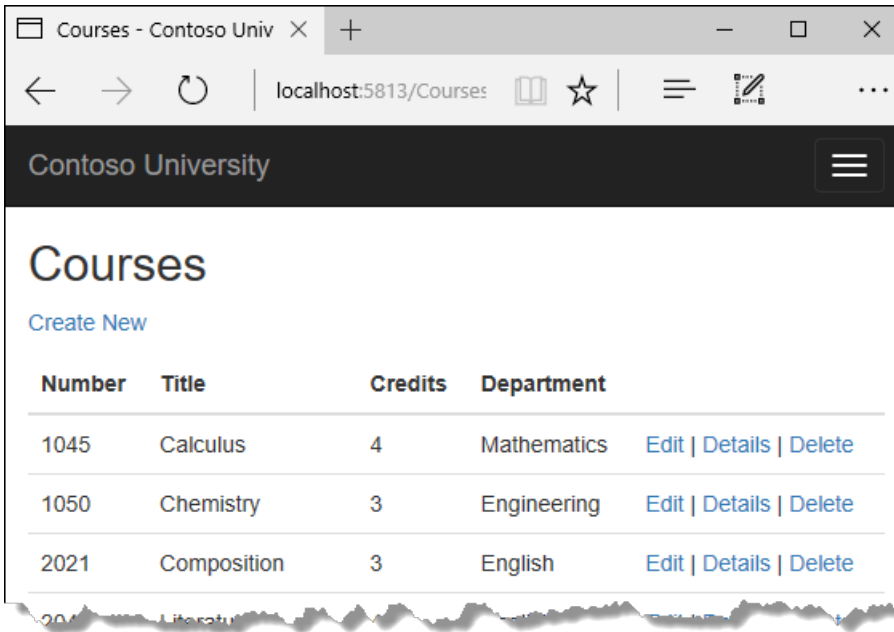 Courses - Contoso Univ
localhost:5813/Courses
Contoso University
Courses
Create New
Number Title Credits Department
1045 Calculus 4 Mathematics Edit | Details | Delete
1050 Chemistry 3 Engineering Edit | Details | Delete
2021 Composition 3 English Edit | Details | Delete